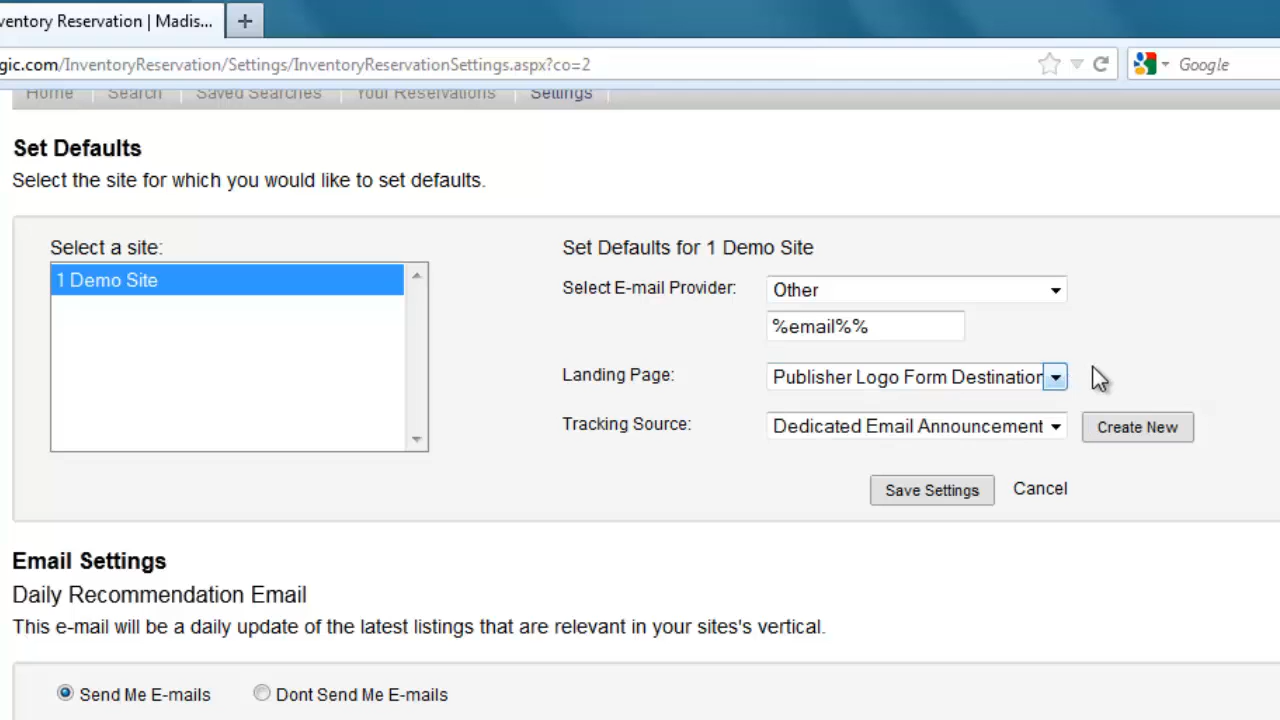 ventory Reservation | Madis...
gic.com/InventoryReservation/Settings/InventoryReservationSettings.aspx?co=2
Google
Home Search Saved Searches Your Reservations Settings
Set Defaults
Select the site for which you would like to set defaults.
Select a site:
1 Demo Site
Set Defaults for 1 Demo Site
Select E-mail Provider: Other
%email%%
Landing Page: Publisher Logo Form Destination
Tracking Source: Dedicated Email Announcement Create New
Save Settings Cancel
Email Settings
Daily Recommendation Email
This e-mail will be a daily update of the latest listings that are relevant in your sites's vertical.
Send Me E-mails Dont Send Me E-mails